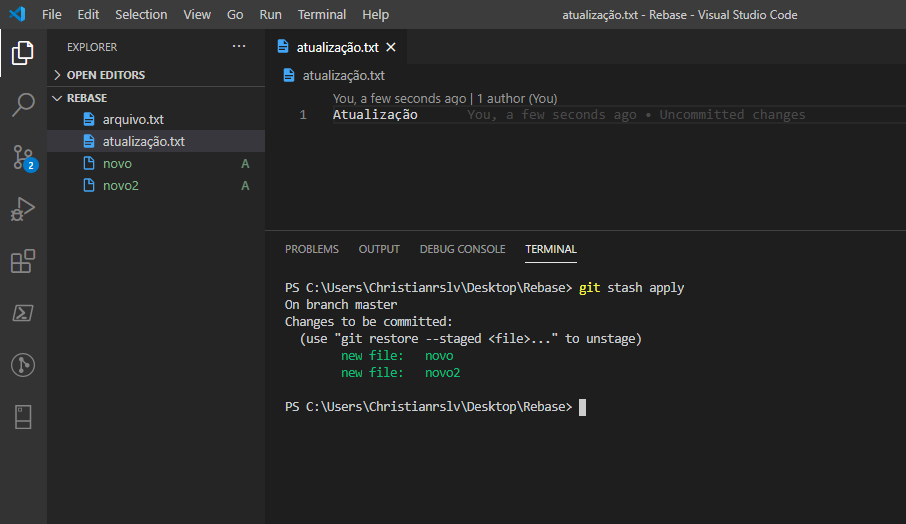 File Edit Selection View Go Run Terminal Help atualização.txt - Rebase - Visual Studio Code
EXPLORER ···
OPEN EDITORS
REBASE
arquivo.txt
atualização.txt
novo A
novo2 A
2
atualização.txt
atualização.txt
You, a few seconds ago | 1 author (You)
1 Atualização You, a few seconds ago • Uncommitted changes
PROBLEMS OUTPUT DEBUG CONSOLE TERMINAL
PS C:\Users\Christianrslv\Desktop\Rebase> git stash apply
On branch master
Changes to be committed:
(use "git restore --staged <file>..." to unstage)
new file: novo
new file: novo2
PS C:\Users\Christianrslv\Desktop\Rebase>